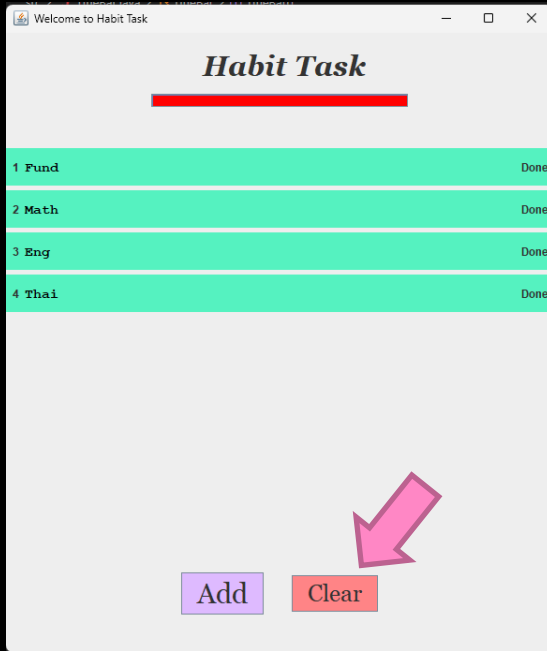 Welcome to Habit Task
Habit Task
1 Fund Done
2 Math Done
3 Eng Done
4 Thai Done
Add Clear